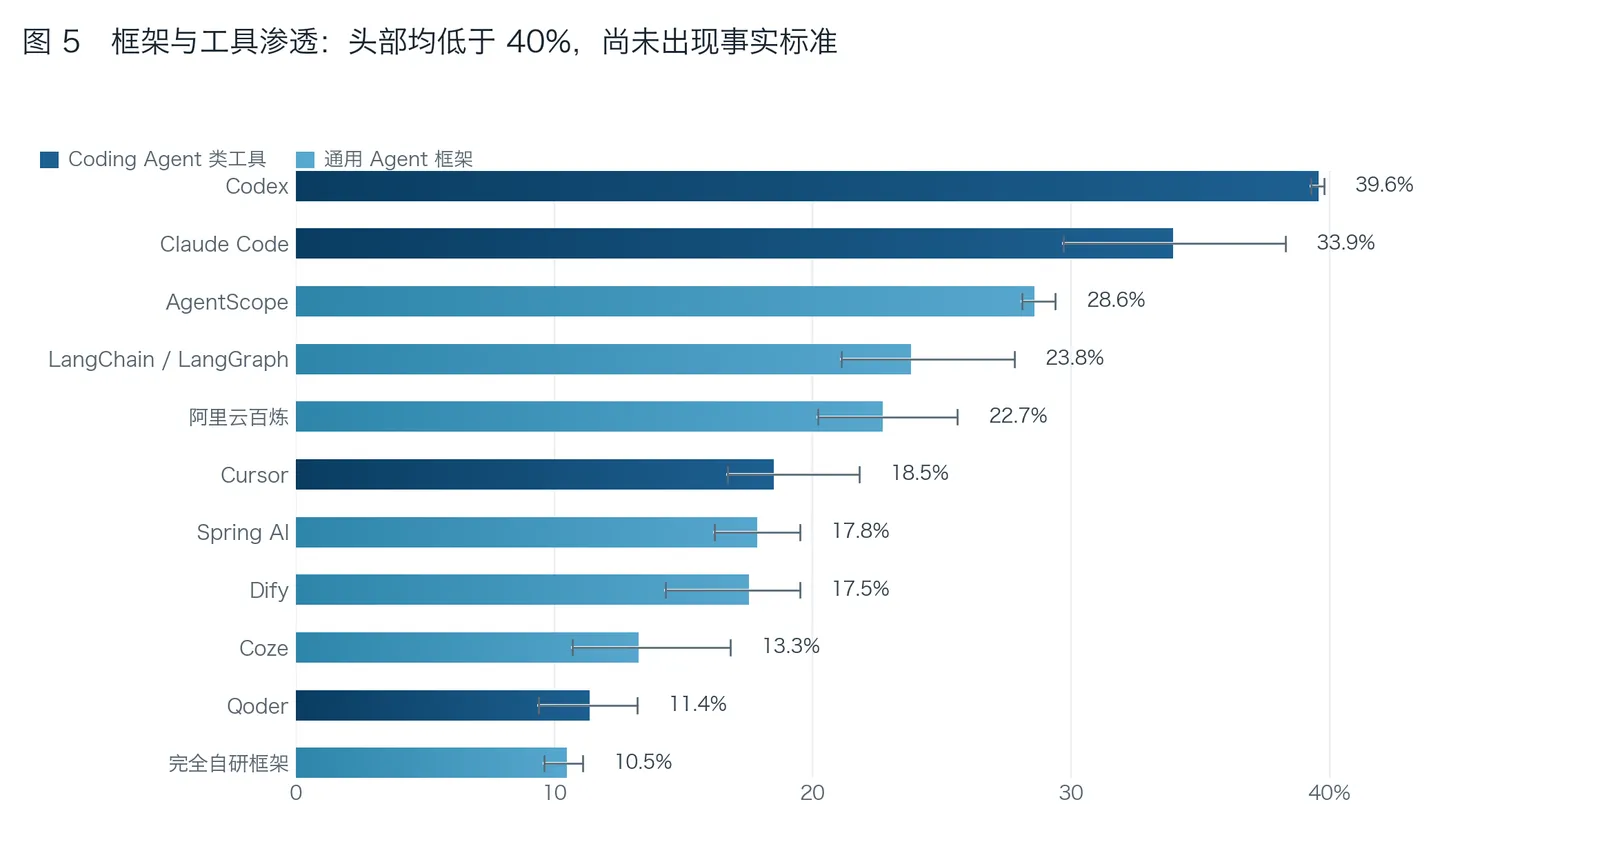 图 5 框架与工具渗透：头部均低于 40%，尚未出现事实标准
Coding Agent 类工具 通用 Agent 框架
Codex 39.6%
Claude Code 33.9%
AgentScope 28.6%
LangChain / LangGraph 23.8%
阿里云百炼 22.7%
Cursor 18.5%
Spring AI 17.8%
Dify 17.5%
Coze 13.3%
Qoder 11.4%
完全自研框架 10.5%
0 10 20 30 40%